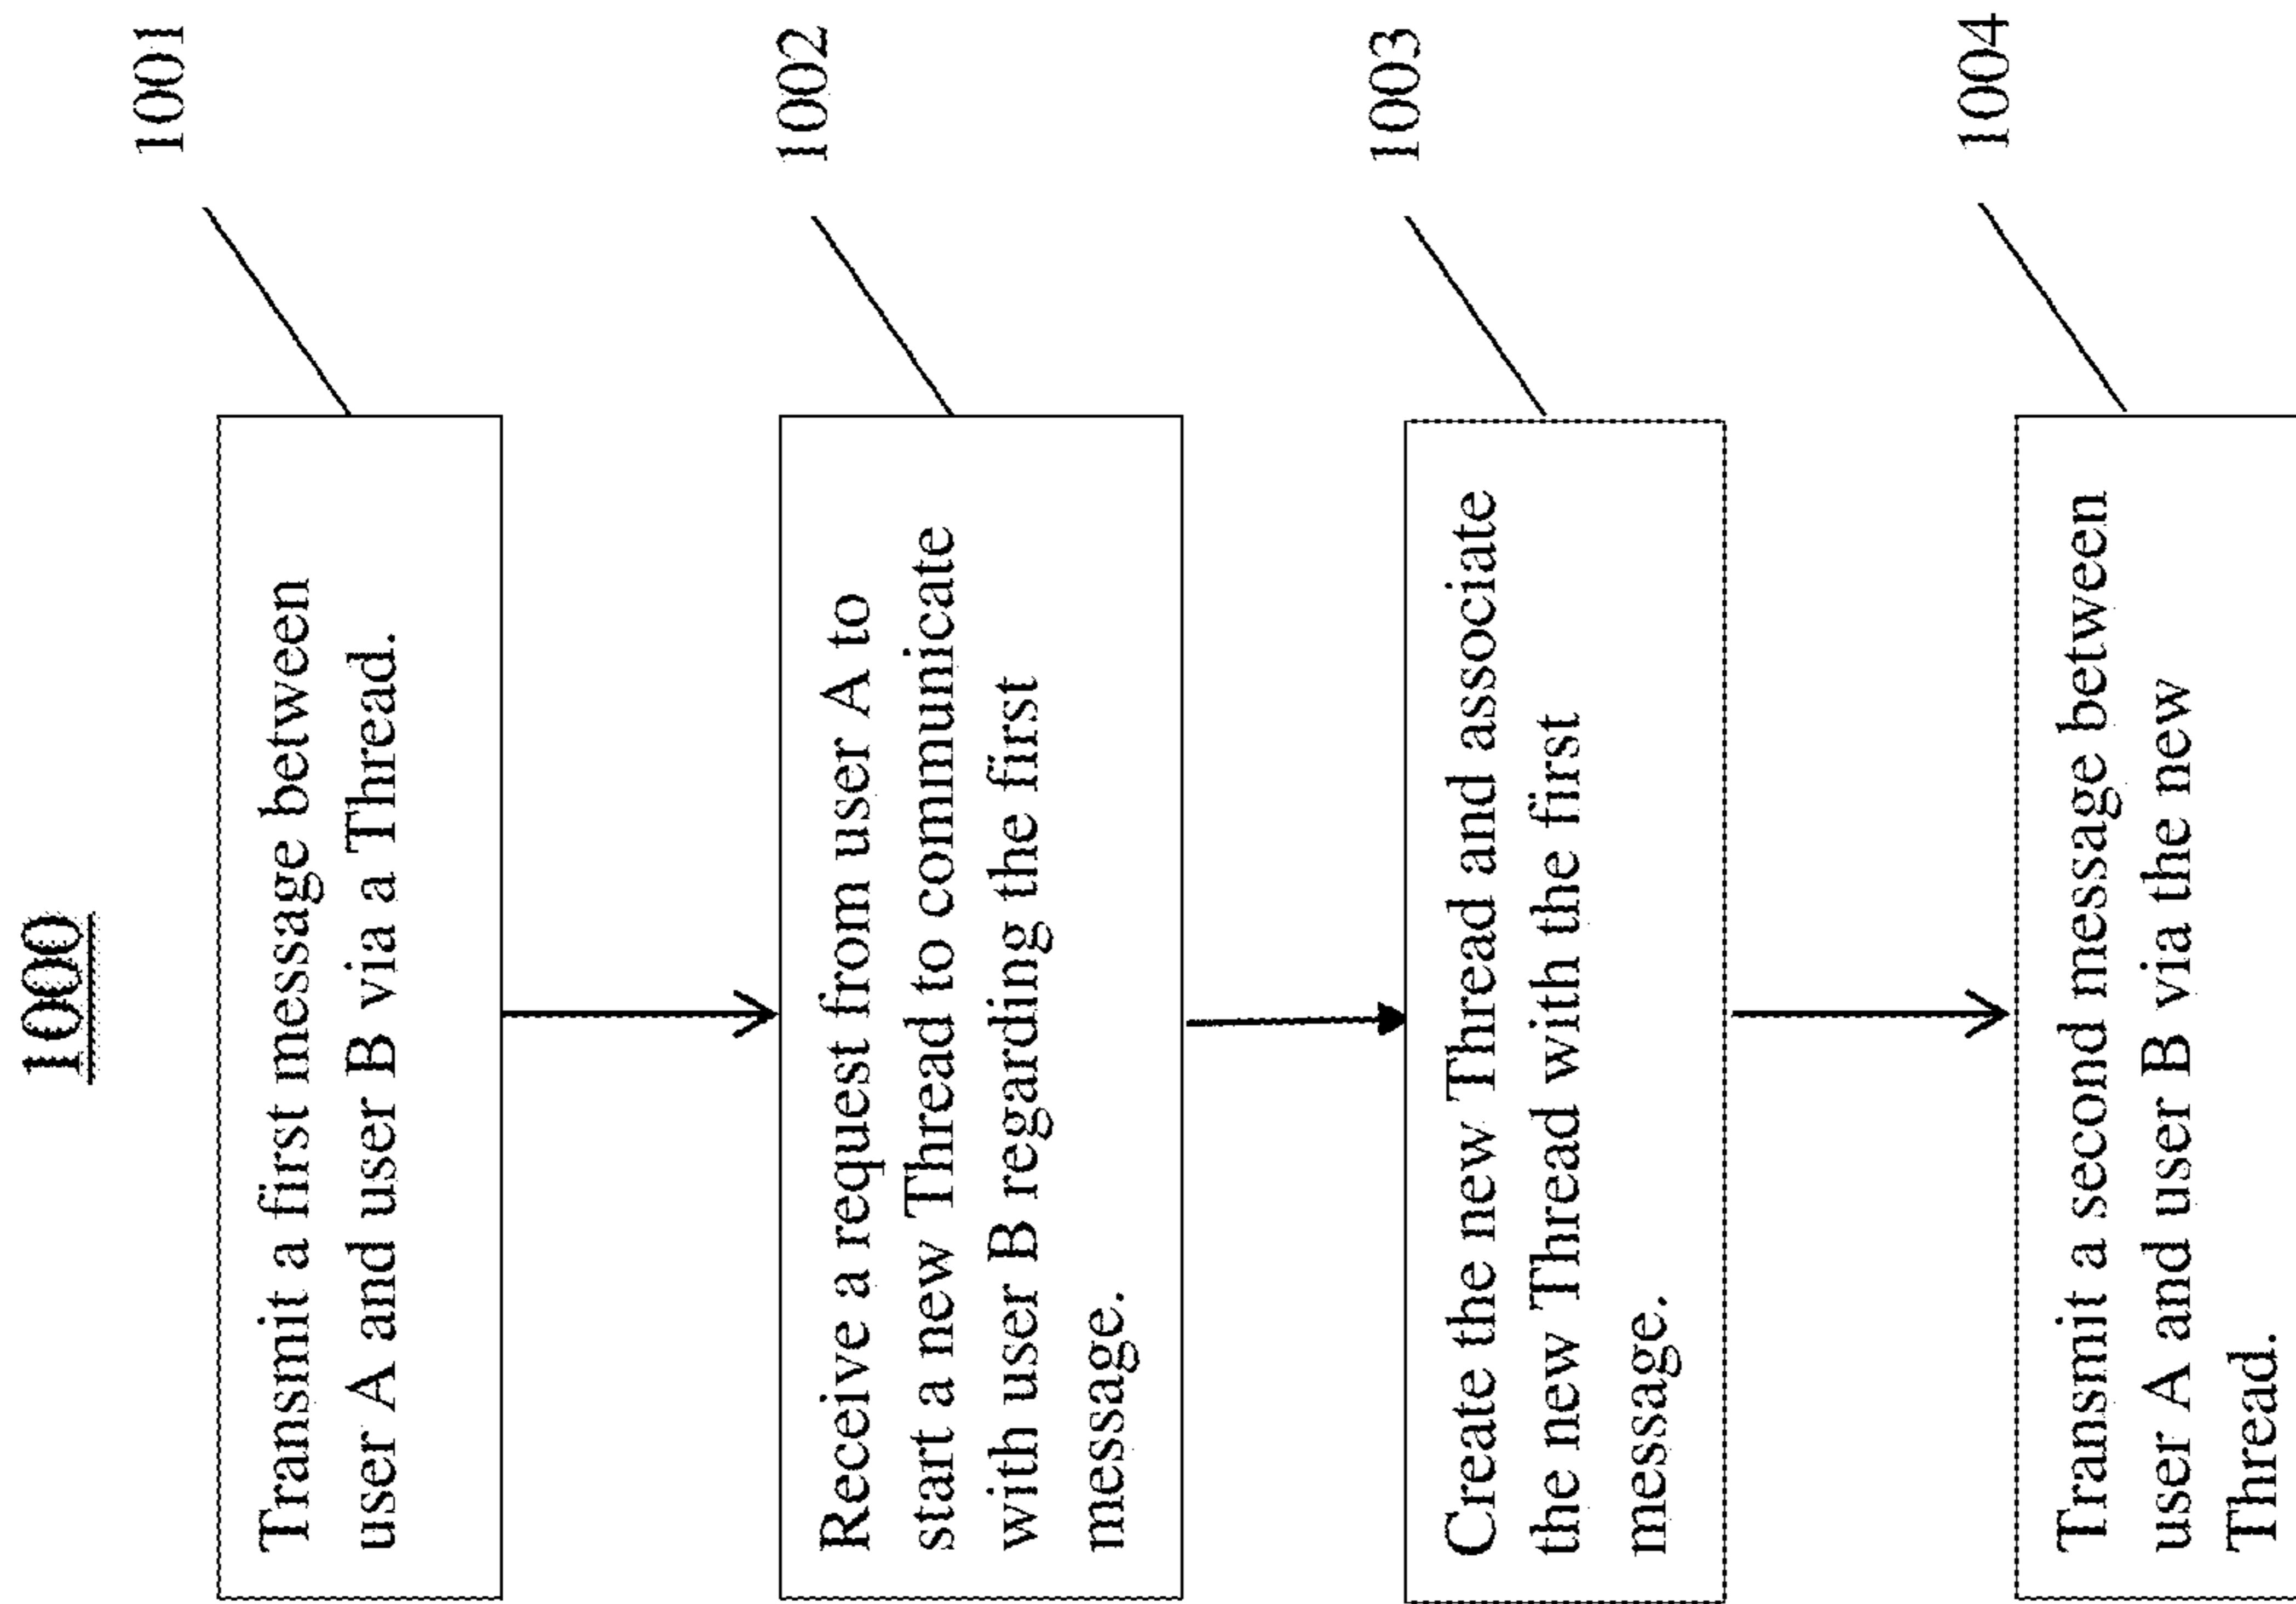 1000
Transmit a first message between
user A and user B via a Thread.
1001
Receive a request from user A to
start a new Thread to communicate
with user B regarding the first
message.
1002
Create the new Thread and associate
the new Thread with the first
message.
1003
Transmit a second message between
user A and user B via the new
Thread.
1004